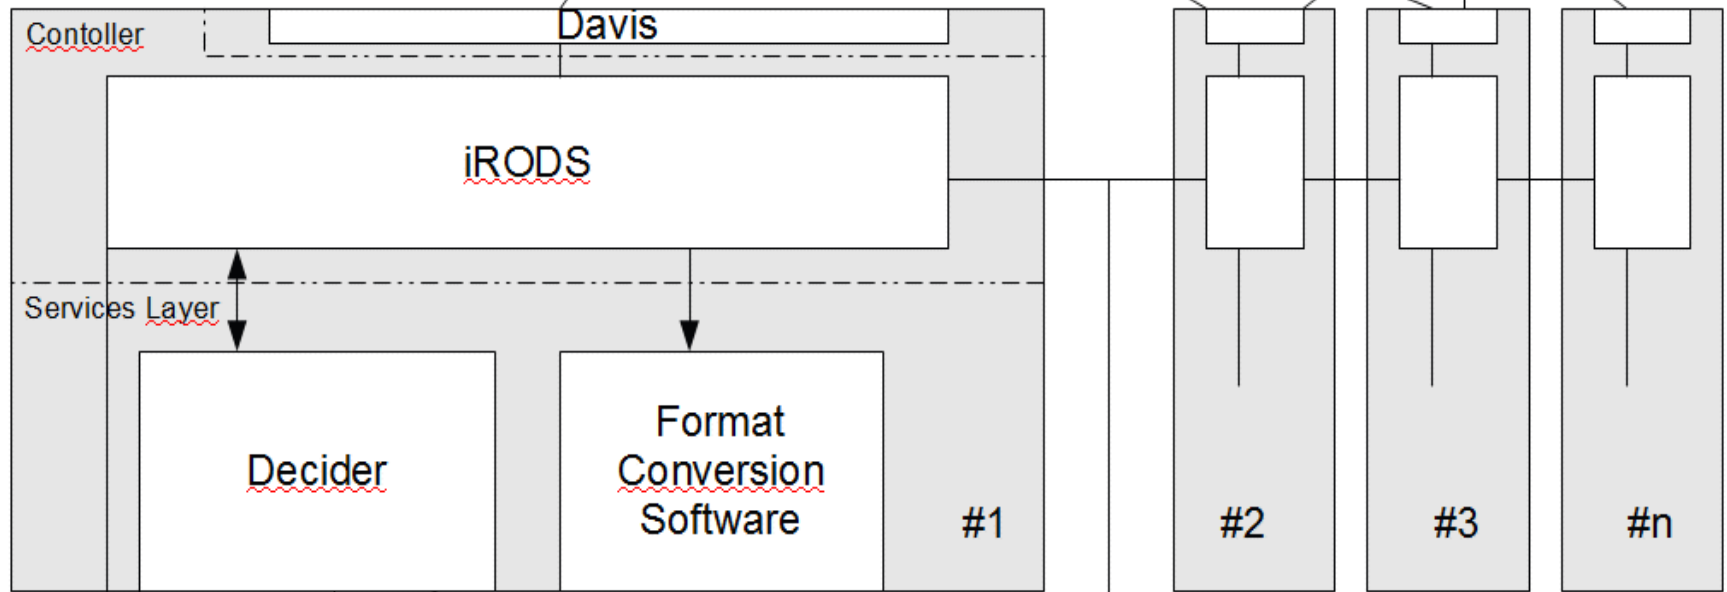 Contoller
Davis
iRODS
Services Layer
Decider
Format
Conversion
Software
#1
#2
#3
#n